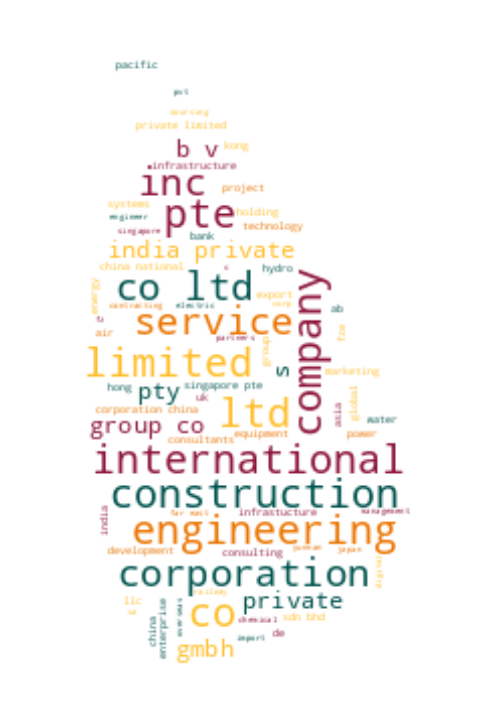 pacific
pvt
sourcing
private limited
b v kong
infrastructure
inc project
systems
pte holding
engineer
singapore technology
bank
india private
china national hydro
co ltd
energy export
contracting electric corp
company ab
service
air fze
partners
group
limited s marketing
hong singapore pte
pty uk global
corporation china
ltd asia
group co water
equipment power
consultants
international
construction
india far east infrastucture management
engineering
development consulting yunnan japan
corporation digital
railway
llc private
co
china enterprise overseas chemical sdn bhd
de
import
gmbh